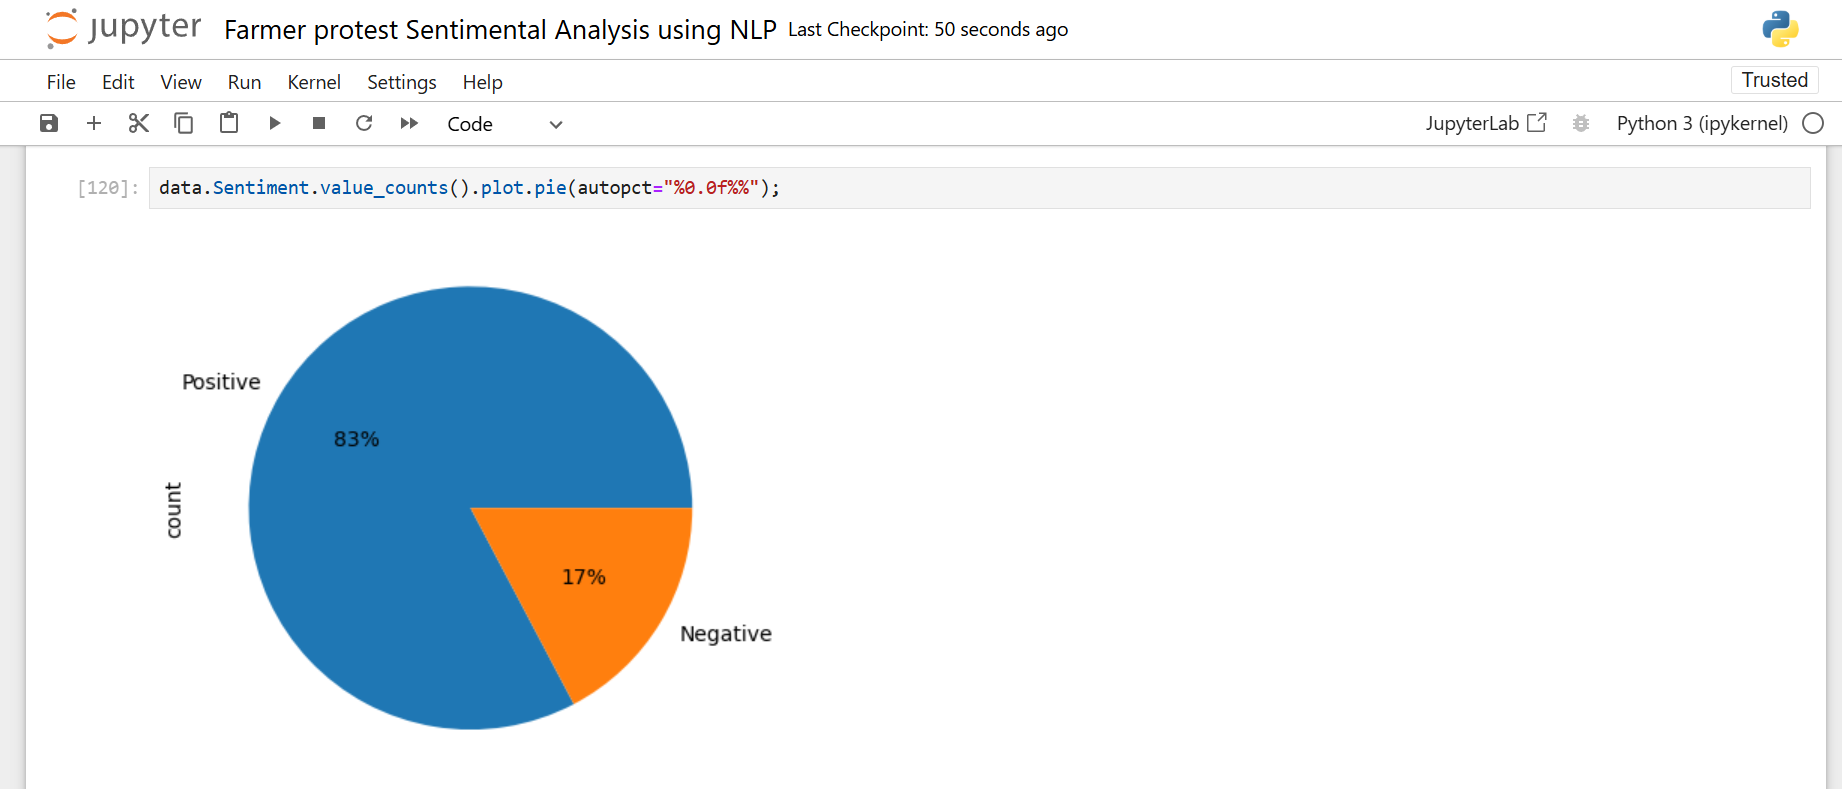 jupyter Farmer protest Sentimental Analysis using NLP Last Checkpoint: 50 seconds ago
File Edit View Run Kernel Settings Help Trusted
Code JupyterLab Python 3 (ipykernel)
[120]: data.Sentiment.value_counts().plot.pie(autopct="%0.0f%%");
Positive
83%
count
17%
Negative